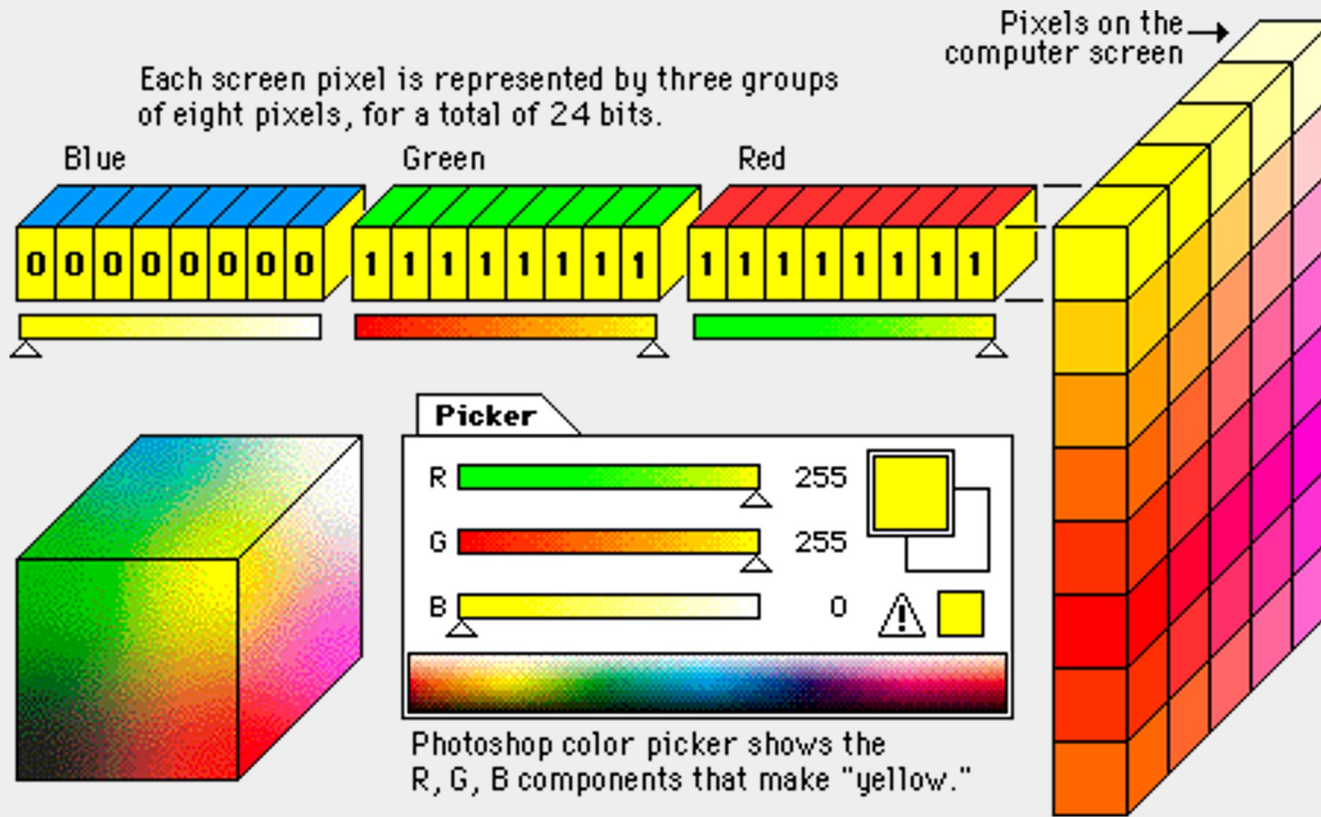 Pixels on the
computer screen
Each screen pixel is represented by three groups
of eight pixels, for a total of 24 bits.
Blue Green Red
0 0 0 0 0 0 0 0 1 1 1 1 1 1 1 1 1 1 1 1 1 1 1 1
Picker
R 255
G 255
B 0
Photoshop color picker shows the
R, G, B components that make "yellow."